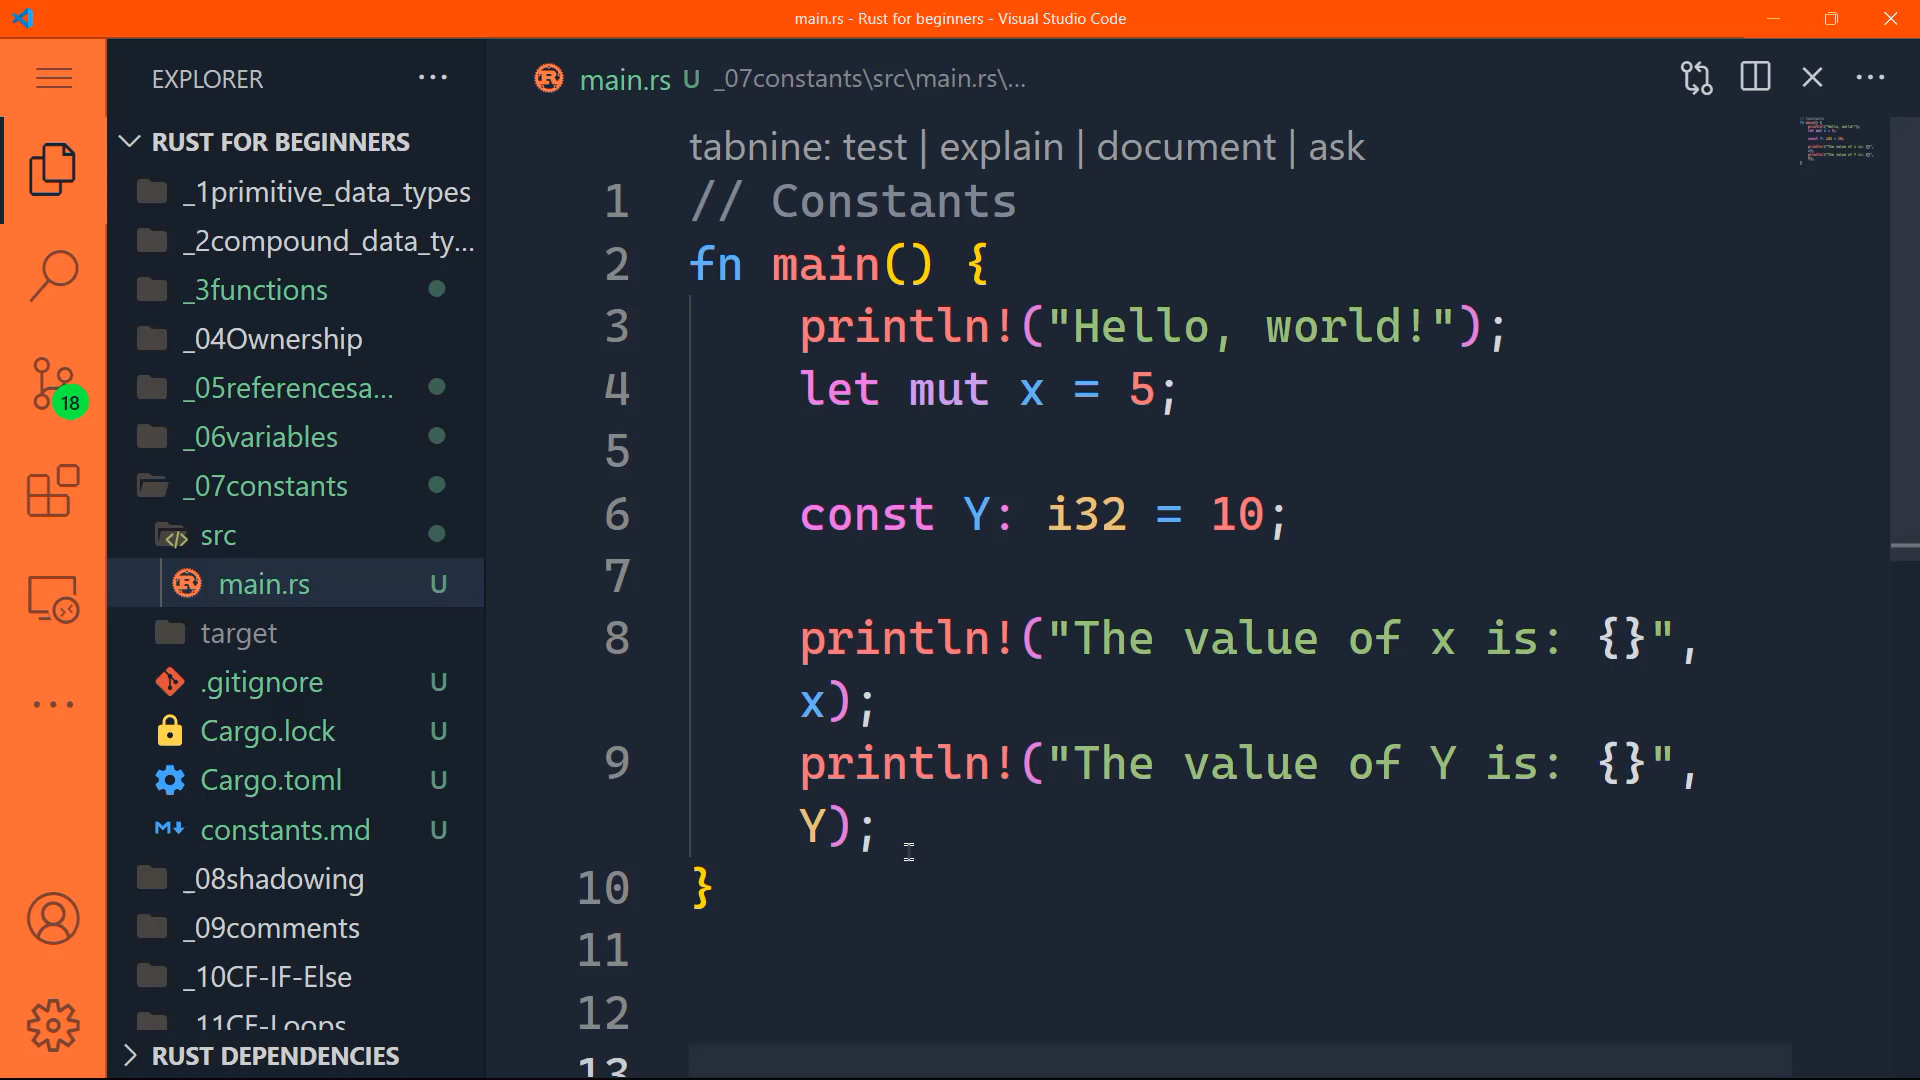 main.rs - Rust for beginners - Visual Studio Code
EXPLORER
RUST FOR BEGINNERS
_1primitive_data_types
_2compound_data_ty...
_3functions
_04Ownership
_05referencesa...
_06variables
_07constants
src
main.rs U
target
.gitignore U
Cargo.lock U
Cargo.toml U
constants.md U
_08shadowing
_09comments
_10CF-IF-Else
_11CF-Loops
RUST DEPENDENCIES
18
main.rs U _07constants\src\main.rs\...
tabnine: test | explain | document | ask
1 // Constants
2 fn main() {
3 println!("Hello, world!");
4 let mut x = 5;
5
6 const Y: i32 = 10;
7
8 println!("The value of x is: {}",
x);
9 println!("The value of Y is: {}",
Y);
10 }
11
12
13